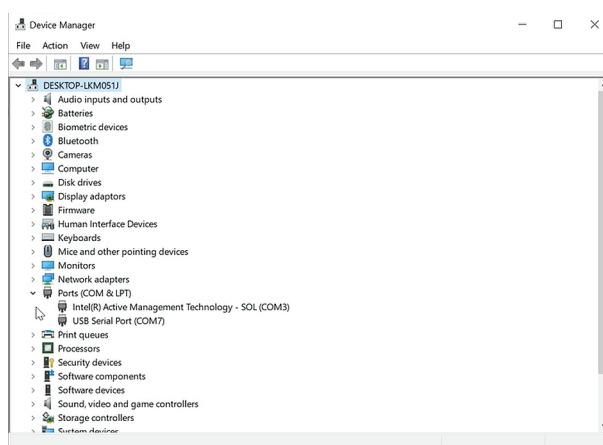 Device Manager
File Action View Help
DESKTOP-LKM051J
Audio inputs and outputs
Batteries
Biometric devices
Bluetooth
Cameras
Computer
Disk drives
Display adaptors
Firmware
Human Interface Devices
Keyboards
Mice and other pointing devices
Monitors
Network adapters
Ports (COM & LPT)
Intel(R) Active Management Technology - SOL (COM3)
USB Serial Port (COM7)
Print queues
Processors
Security devices
Software components
Software devices
Sound, video and game controllers
Storage controllers
System devices